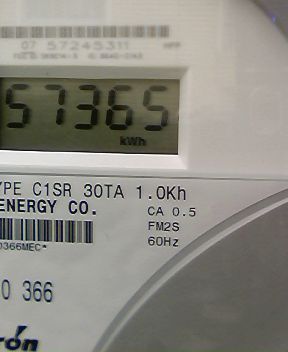 07 57245311
57365
kWh
YPE C1SR 30TA 1.0Kh
ENERGY CO.
CA 0.5
FM2S
0366MEC*
60Hz
0 366
rón